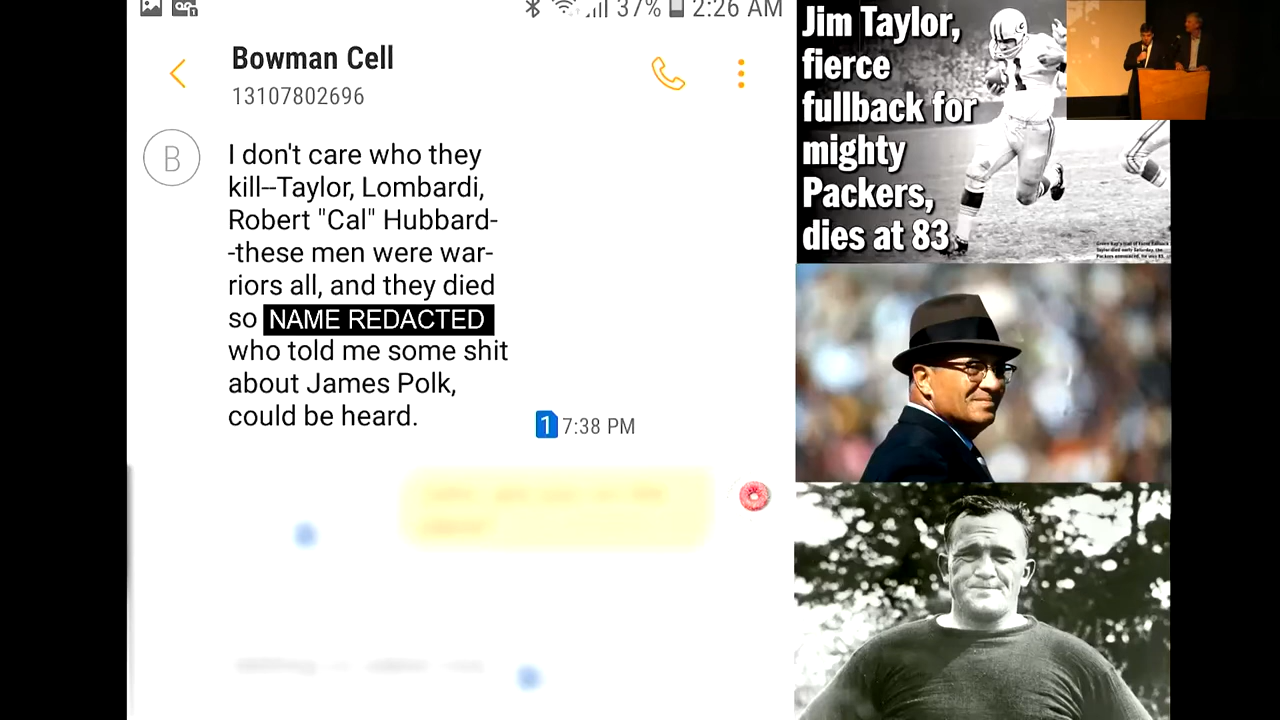 37% 2:26 AM
Bowman Cell
13107802696
B
I don't care who they
kill--Taylor, Lombardi,
Robert "Cal" Hubbard-
-these men were war-
riors all, and they died
so NAME REDACTED
who told me some shit
about James Polk,
could be heard.
1 7:38 PM
Jim Taylor,
fierce
fullback for
mighty
Packers,
dies at 83